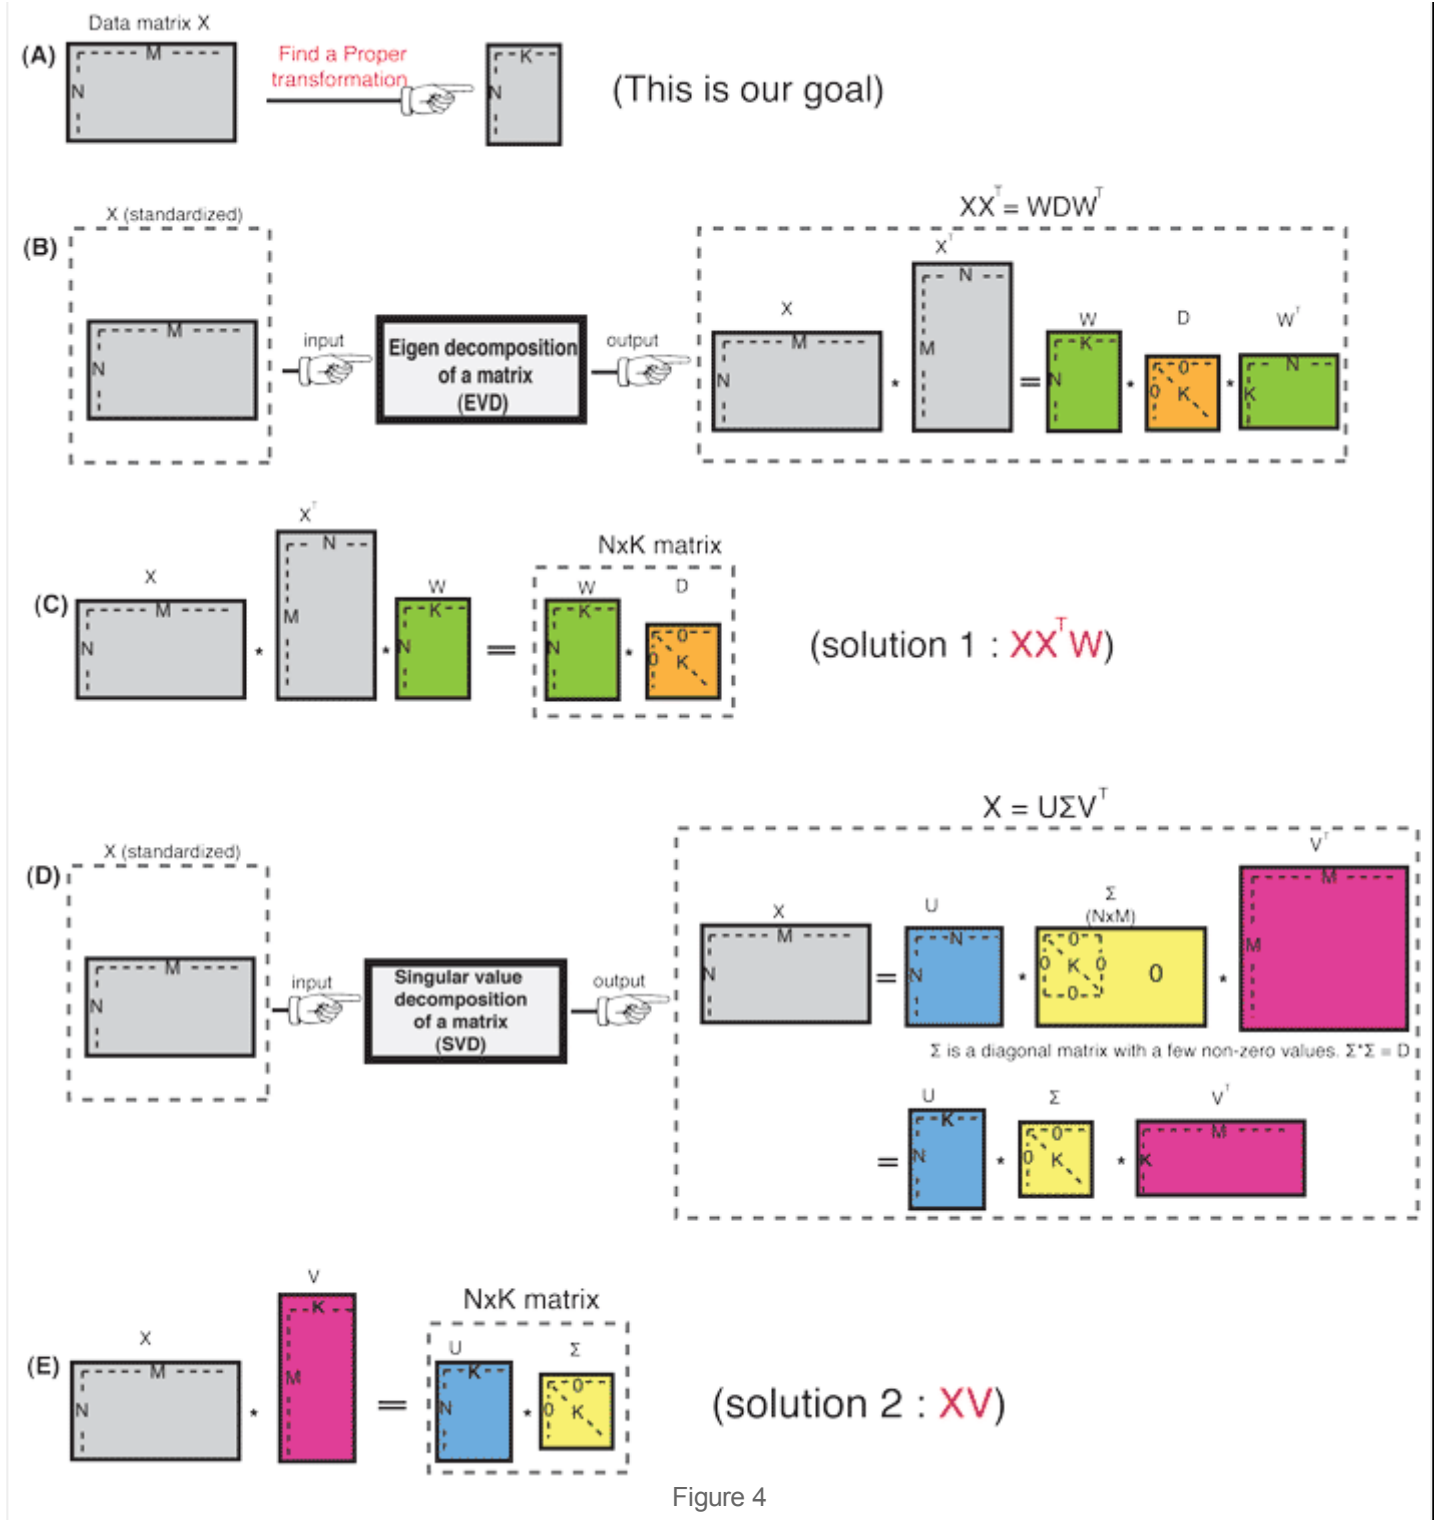 Data matrix X
(A)
M
N
Find a Proper
transformation
K
N
(This is our goal)
XXᵀ = WDWᵀ
X (standardized)
(B)
M
N
input
Eigen decomposition
of a matrix
(EVD)
output
X
M
N
*
Xᵀ
N
M
=
W
K
N
*
D
0
0
K
*
Wᵀ
N
K
(C)
X
M
N
*
Xᵀ
N
M
*
W
K
N
=
NxK matrix
W
K
N
*
D
0
0
K
(solution 1 : XXᵀW)
X = UΣVᵀ
X (standardized)
(D)
M
N
input
Singular value
decomposition
of a matrix
(SVD)
output
X
M
N
=
U
N
N
*
Σ
(NxM)
0
0 K 0
0
0
*
Vᵀ
M
M
Σ is a diagonal matrix with a few non-zero values. Σ*Σ = D
=
U
K
N
*
Σ
0
0
K
*
Vᵀ
M
K
(E)
X
M
N
*
V
K
M
=
NxK matrix
U
K
N
*
Σ
0
0
K
(solution 2 : XV)
Figure 4